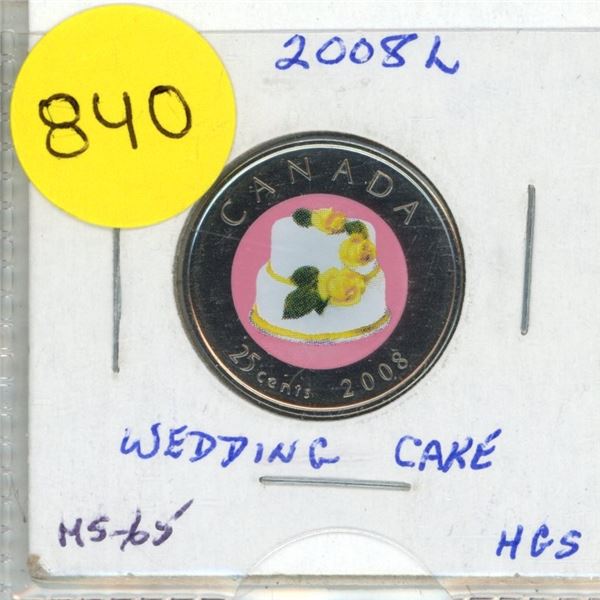 2008L
840
CANADA
25 cents 2008
WEDDING CAKE
MS-65
HGS